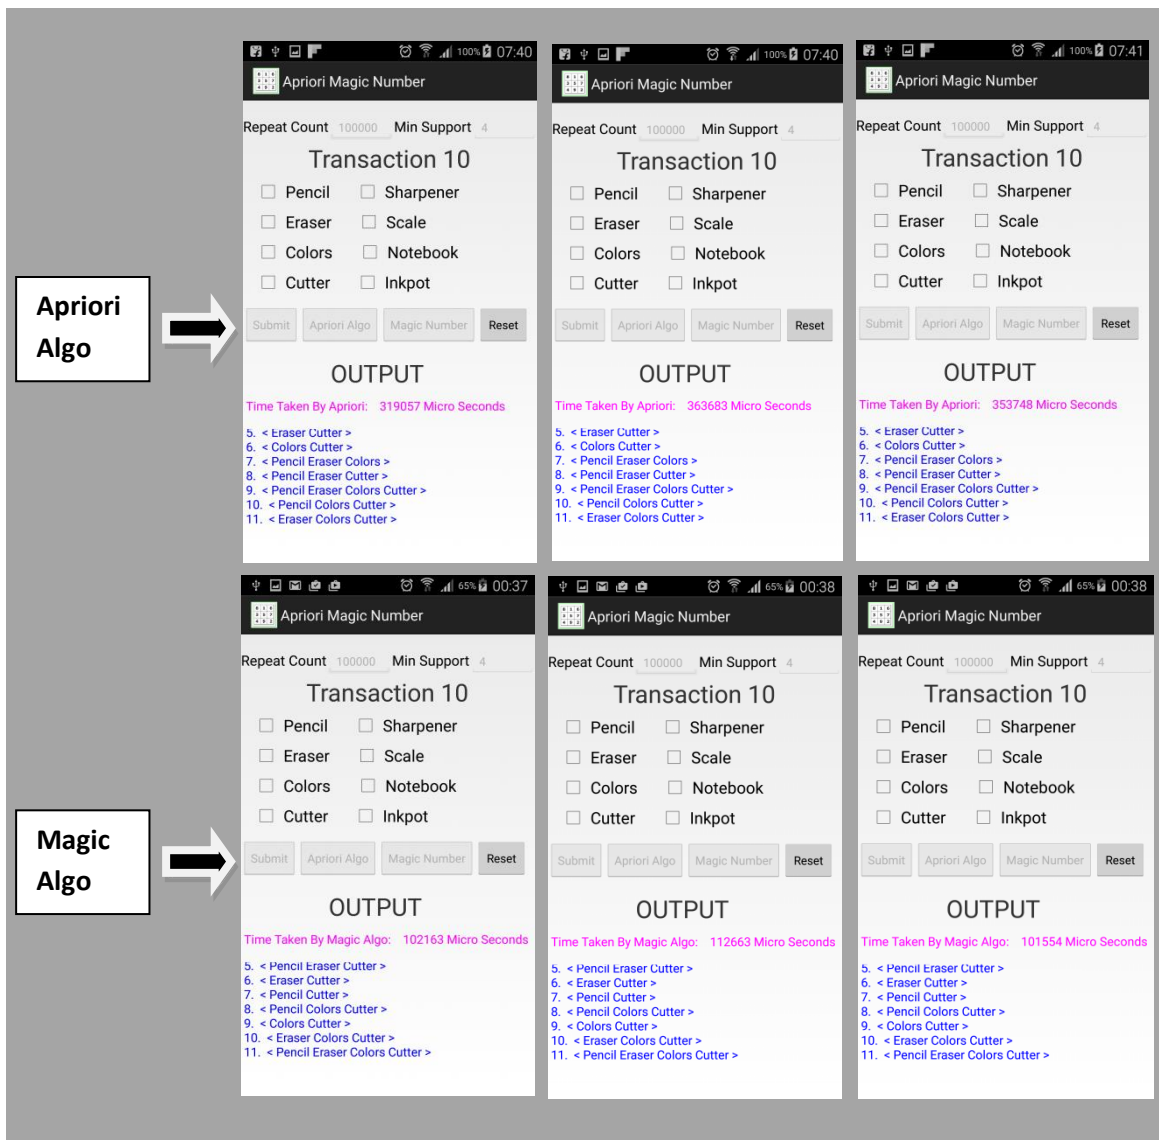 100% 07:40
Apriori Magic Number
Repeat Count 100000 Min Support 4
Transaction 10
Pencil Sharpener
Eraser Scale
Colors Notebook
Cutter Inkpot
Submit Apriori Algo Magic Number Reset
OUTPUT
Time Taken By Apriori: 319057 Micro Seconds
5. < Eraser Cutter >
6. < Colors Cutter >
7. < Pencil Eraser Colors >
8. < Pencil Eraser Cutter >
9. < Pencil Eraser Colors Cutter >
10. < Pencil Colors Cutter >
11. < Eraser Colors Cutter >
100% 07:40
Apriori Magic Number
Repeat Count 100000 Min Support 4
Transaction 10
Pencil Sharpener
Eraser Scale
Colors Notebook
Cutter Inkpot
Submit Apriori Algo Magic Number Reset
OUTPUT
Time Taken By Apriori: 363683 Micro Seconds
5. < Eraser Cutter >
6. < Colors Cutter >
7. < Pencil Eraser Colors >
8. < Pencil Eraser Cutter >
9. < Pencil Eraser Colors Cutter >
10. < Pencil Colors Cutter >
11. < Eraser Colors Cutter >
100% 07:41
Apriori Magic Number
Repeat Count 100000 Min Support 4
Transaction 10
Pencil Sharpener
Eraser Scale
Colors Notebook
Cutter Inkpot
Submit Apriori Algo Magic Number Reset
OUTPUT
Time Taken By Apriori: 353748 Micro Seconds
5. < Eraser Cutter >
6. < Colors Cutter >
7. < Pencil Eraser Colors >
8. < Pencil Eraser Cutter >
9. < Pencil Eraser Colors Cutter >
10. < Pencil Colors Cutter >
11. < Eraser Colors Cutter >
Apriori
Algo
65% 00:37
Apriori Magic Number
Repeat Count 100000 Min Support 4
Transaction 10
Pencil Sharpener
Eraser Scale
Colors Notebook
Cutter Inkpot
Submit Apriori Algo Magic Number Reset
OUTPUT
Time Taken By Magic Algo: 102163 Micro Seconds
5. < Pencil Eraser Cutter >
6. < Eraser Cutter >
7. < Pencil Cutter >
8. < Pencil Colors Cutter >
9. < Colors Cutter >
10. < Eraser Colors Cutter >
11. < Pencil Eraser Colors Cutter >
65% 00:38
Apriori Magic Number
Repeat Count 100000 Min Support 4
Transaction 10
Pencil Sharpener
Eraser Scale
Colors Notebook
Cutter Inkpot
Submit Apriori Algo Magic Number Reset
OUTPUT
Time Taken By Magic Algo: 112663 Micro Seconds
5. < Pencil Eraser Cutter >
6. < Eraser Cutter >
7. < Pencil Cutter >
8. < Pencil Colors Cutter >
9. < Colors Cutter >
10. < Eraser Colors Cutter >
11. < Pencil Eraser Colors Cutter >
65% 00:38
Apriori Magic Number
Repeat Count 100000 Min Support 4
Transaction 10
Pencil Sharpener
Eraser Scale
Colors Notebook
Cutter Inkpot
Submit Apriori Algo Magic Number Reset
OUTPUT
Time Taken By Magic Algo: 101554 Micro Seconds
5. < Pencil Eraser Cutter >
6. < Eraser Cutter >
7. < Pencil Cutter >
8. < Pencil Colors Cutter >
9. < Colors Cutter >
10. < Eraser Colors Cutter >
11. < Pencil Eraser Colors Cutter >
Magic
Algo